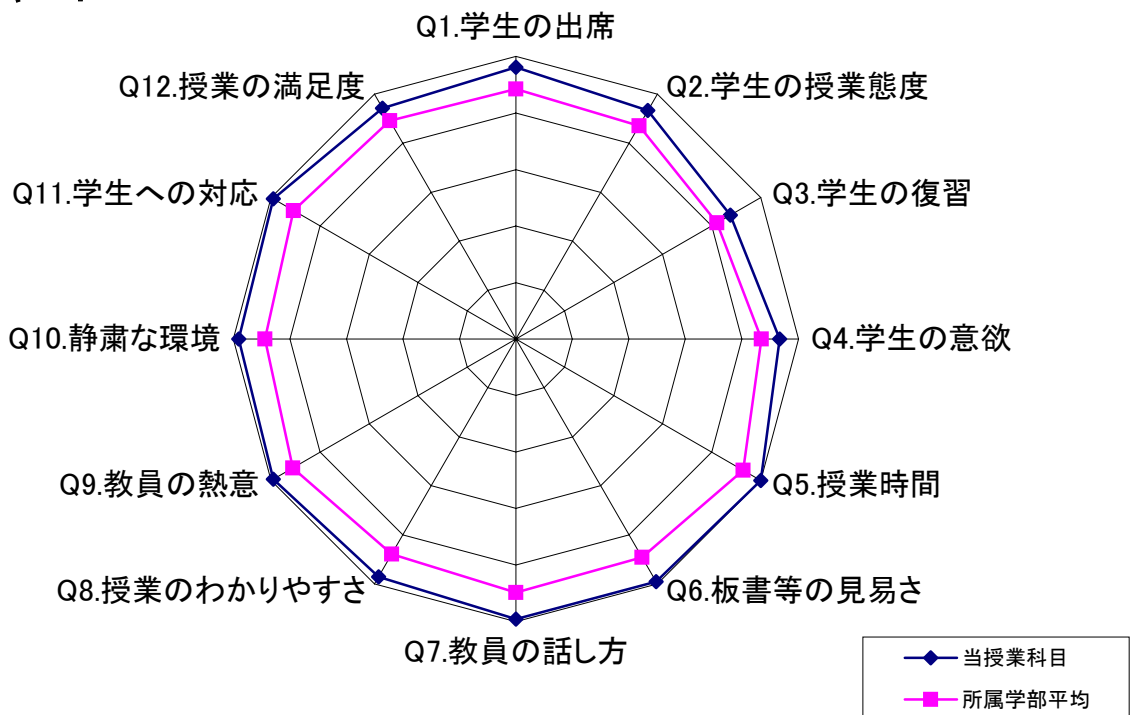 Q1.学生の出席
Q2.学生の授業態度
Q3.学生の復習
Q4.学生の意欲
Q5.授業時間
Q6.板書等の見易さ
Q7.教員の話し方
Q8.授業のわかりやすさ
Q9.教員の熱意
Q10.静粛な環境
Q11.学生への対応
Q12.授業の満足度
当授業科目
所属学部平均